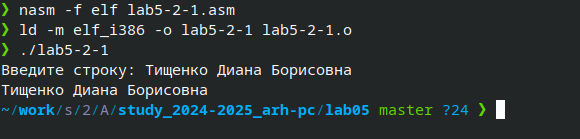 ❯ nasm -f elf lab5-2-1.asm
❯ ld -m elf_i386 -o lab5-2-1 lab5-2-1.o
❯ ./lab5-2-1
Введите строку: Тищенко Диана Борисовна
Тищенко Диана Борисовна
~/work/s/2/A/study_2024-2025_arh-pc/lab05 master ?24 ❯